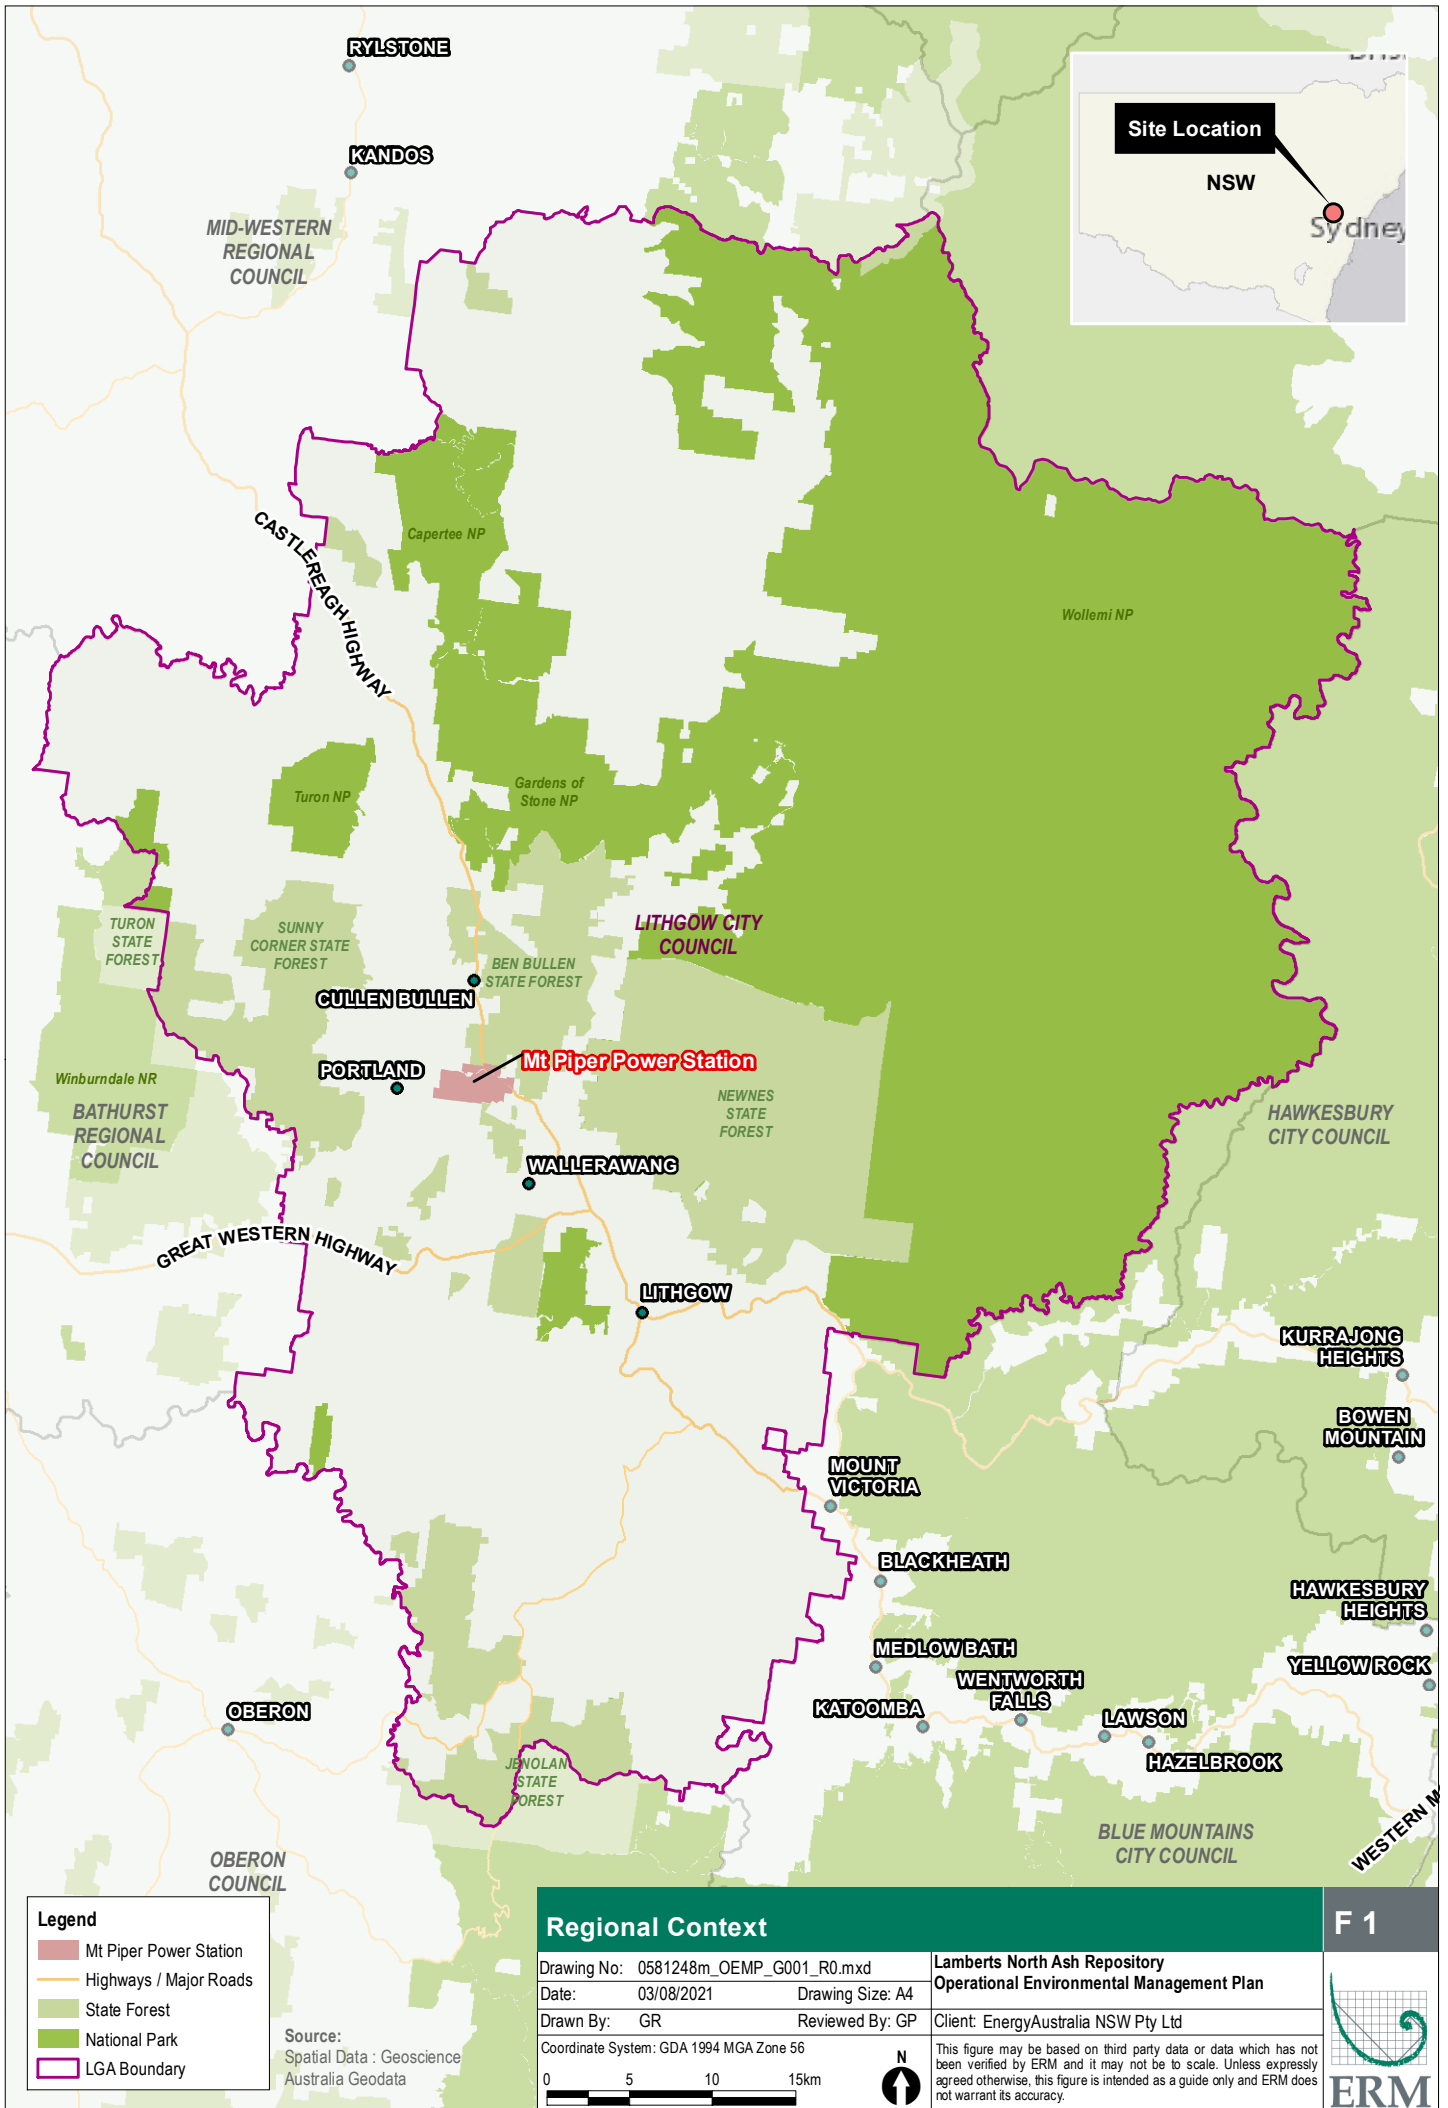 RYLSTONE
KANDOS
MID-WESTERN
REGIONAL
COUNCIL
Site Location
NSW
Sydney
CASTLEREAGH HIGHWAY
Capertee NP
Wollemi NP
Turon NP
Gardens of
Stone NP
TURON
STATE
FOREST
SUNNY
CORNER STATE
FOREST
LITHGOW CITY
COUNCIL
BEN BULLEN
STATE FOREST
CULLEN BULLEN
Mt Piper Power Station
PORTLAND
Winburndale NR
NEWNES
STATE
FOREST
BATHURST
REGIONAL
COUNCIL
HAWKESBURY
CITY COUNCIL
WALLERAWANG
GREAT WESTERN HIGHWAY
LITHGOW
KURRAJONG
HEIGHTS
BOWEN
MOUNTAIN
MOUNT
VICTORIA
BLACKHEATH
HAWKESBURY
HEIGHTS
MEDLOW BATH
YELLOW ROCK
WENTWORTH
FALLS
KATOOMBA
OBERON
LAWSON
HAZELBROOK
JENOLAN
STATE
FOREST
BLUE MOUNTAINS
CITY COUNCIL
WESTERN M
OBERON
COUNCIL
Legend
Mt Piper Power Station
Highways / Major Roads
State Forest
National Park
LGA Boundary
Source:
Spatial Data : Geoscience
Australia Geodata
Regional Context
F 1
Drawing No: 0581248m_OEMP_G001_R0.mxd
Date: 03/08/2021 Drawing Size: A4
Drawn By: GR Reviewed By: GP
Coordinate System: GDA 1994 MGA Zone 56
0 5 10 15km
N
Lamberts North Ash Repository
Operational Environmental Management Plan
Client: EnergyAustralia NSW Pty Ltd
This figure may be based on third party data or data which has not
been verified by ERM and it may not be to scale. Unless expressly
agreed otherwise, this figure is intended as a guide only and ERM does
not warrant its accuracy.
ERM